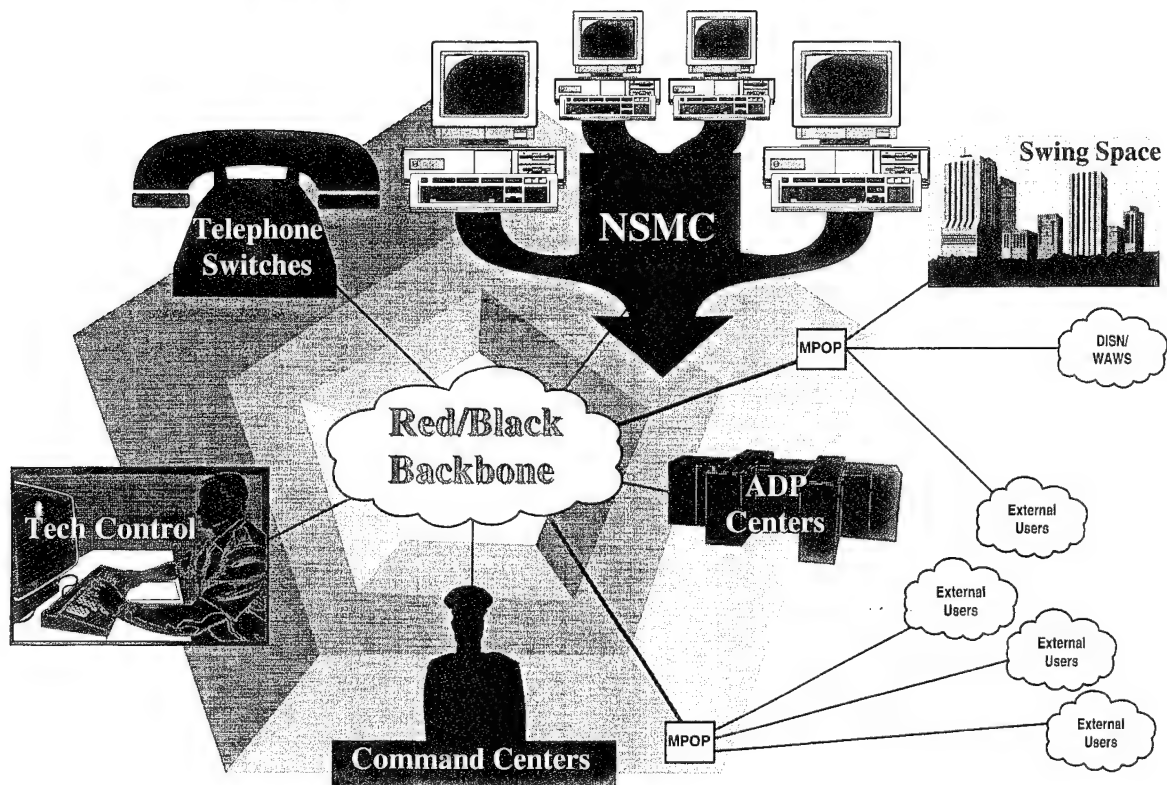 Swing Space
Telephone
Switches
NSMC
MPOP
DISN/
WAWS
Red/Black
Backbone
ADP
Centers
Tech Control
External
Users
External
Users
External
Users
External
Users
MPOP
Command Centers